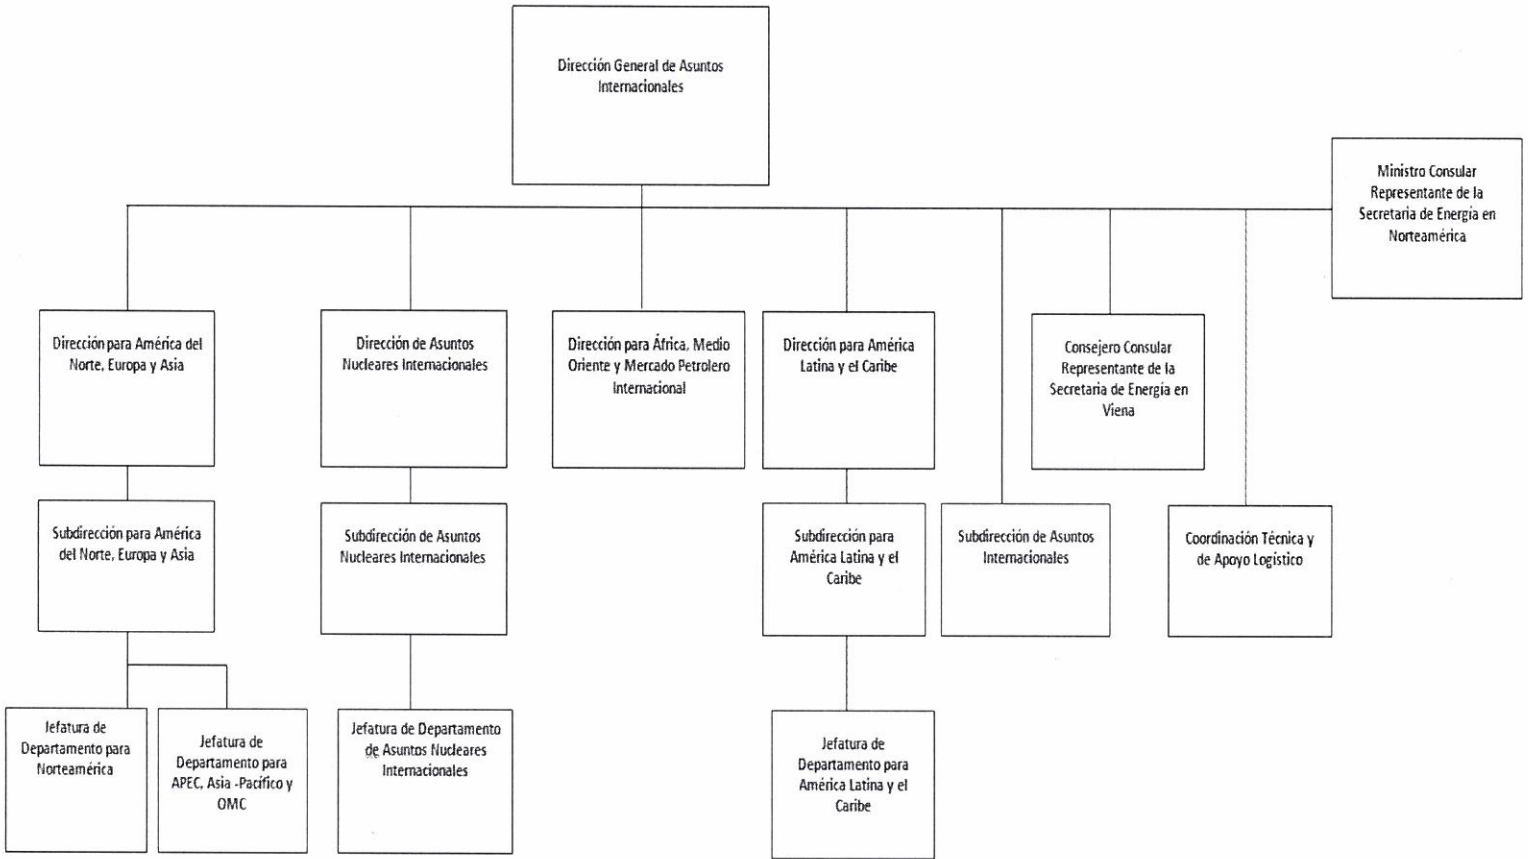 Dirección General de Asuntos
Internacionales
Ministro Consular
Representante de la
Secretaria de Energía en
Norteamérica
Dirección para América del
Norte, Europa y Asia
Dirección de Asuntos
Nucleares Internacionales
Dirección para África, Medio
Oriente y Mercado Petrolero
Internacional
Dirección para América
Latina y el Caribe
Consejero Consular
Representante de la
Secretaria de Energía en
Viena
Subdirección para América
del Norte, Europa y Asia
Subdirección de Asuntos
Nucleares Internacionales
Subdirección para
América Latina y el
Caribe
Subdirección de Asuntos
Internacionales
Coordinación Técnica y
de Apoyo Logístico
Jefatura de
Departamento para
Norteamérica
Jefatura de
Departamento para
APEC, Asia -Pacífico y
OMC
Jefatura de Departamento
de Asuntos Nucleares
Internacionales
Jefatura de
Departamento para
América Latina y el
Caribe